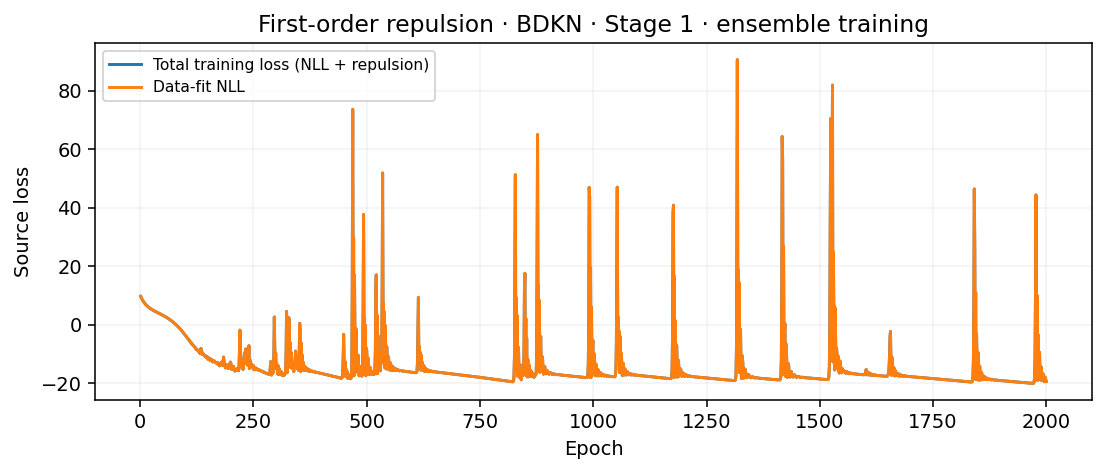 First-order repulsion · BDKN · Stage 1 · ensemble training
Total training loss (NLL + repulsion)
Data-fit NLL
Source loss
80
60
40
20
0
−20
0 250 500 750 1000 1250 1500 1750 2000
Epoch